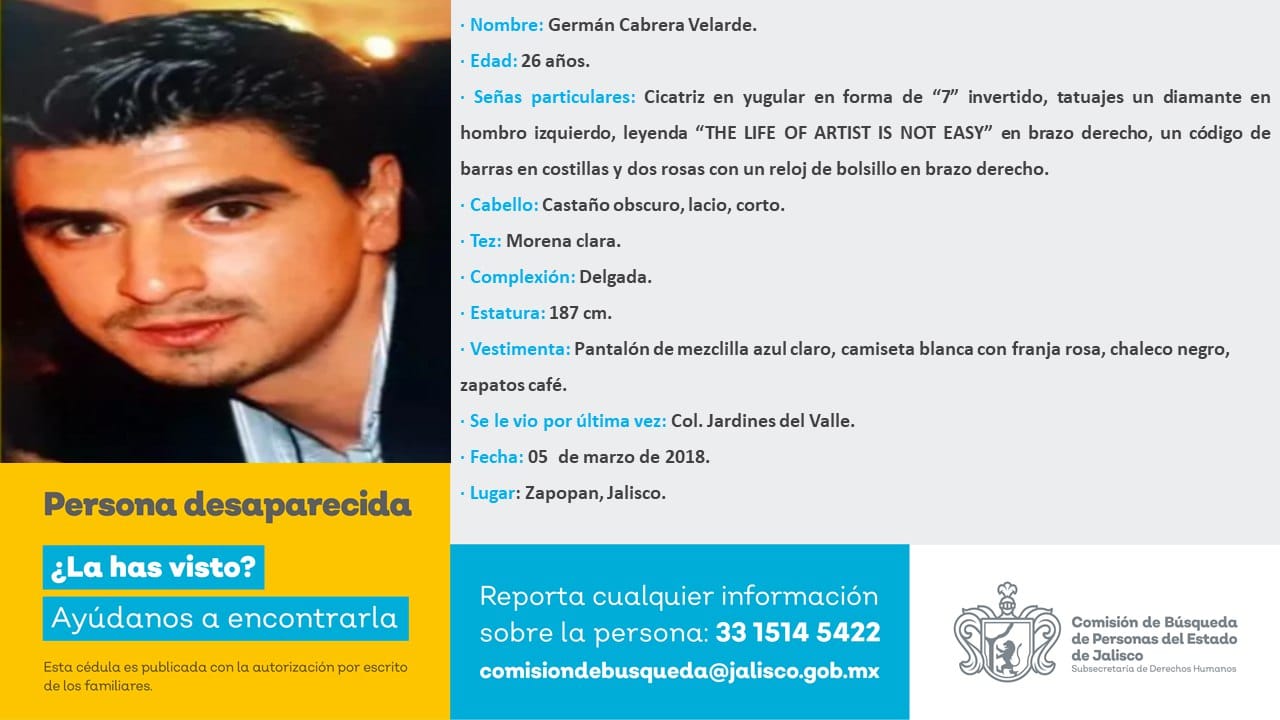 · Nombre: Germán Cabrera Velarde.
· Edad: 26 años.
· Señas particulares: Cicatriz en yugular en forma de “7” invertido, tatuajes un diamante en
hombro izquierdo, leyenda “THE LIFE OF ARTIST IS NOT EASY” en brazo derecho, un código de
barras en costillas y dos rosas con un reloj de bolsillo en brazo derecho.
· Cabello: Castaño obscuro, lacio, corto.
· Tez: Morena clara.
· Complexión: Delgada.
· Estatura: 187 cm.
· Vestimenta: Pantalón de mezclilla azul claro, camiseta blanca con franja rosa, chaleco negro,
zapatos café.
· Se le vio por última vez: Col. Jardines del Valle.
· Fecha: 05 de marzo de 2018.
· Lugar: Zapopan, Jalisco.
Persona desaparecida
¿La has visto?
Ayúdanos a encontrarla
Esta cédula es publicada con la autorización por escrito
de los familiares.
Reporta cualquier información
sobre la persona: 33 1514 5422
comisiondebusqueda@jalisco.gob.mx
Comisión de Búsqueda
de Personas del Estado
de Jalisco
Subsecretaría de Derechos Humanos